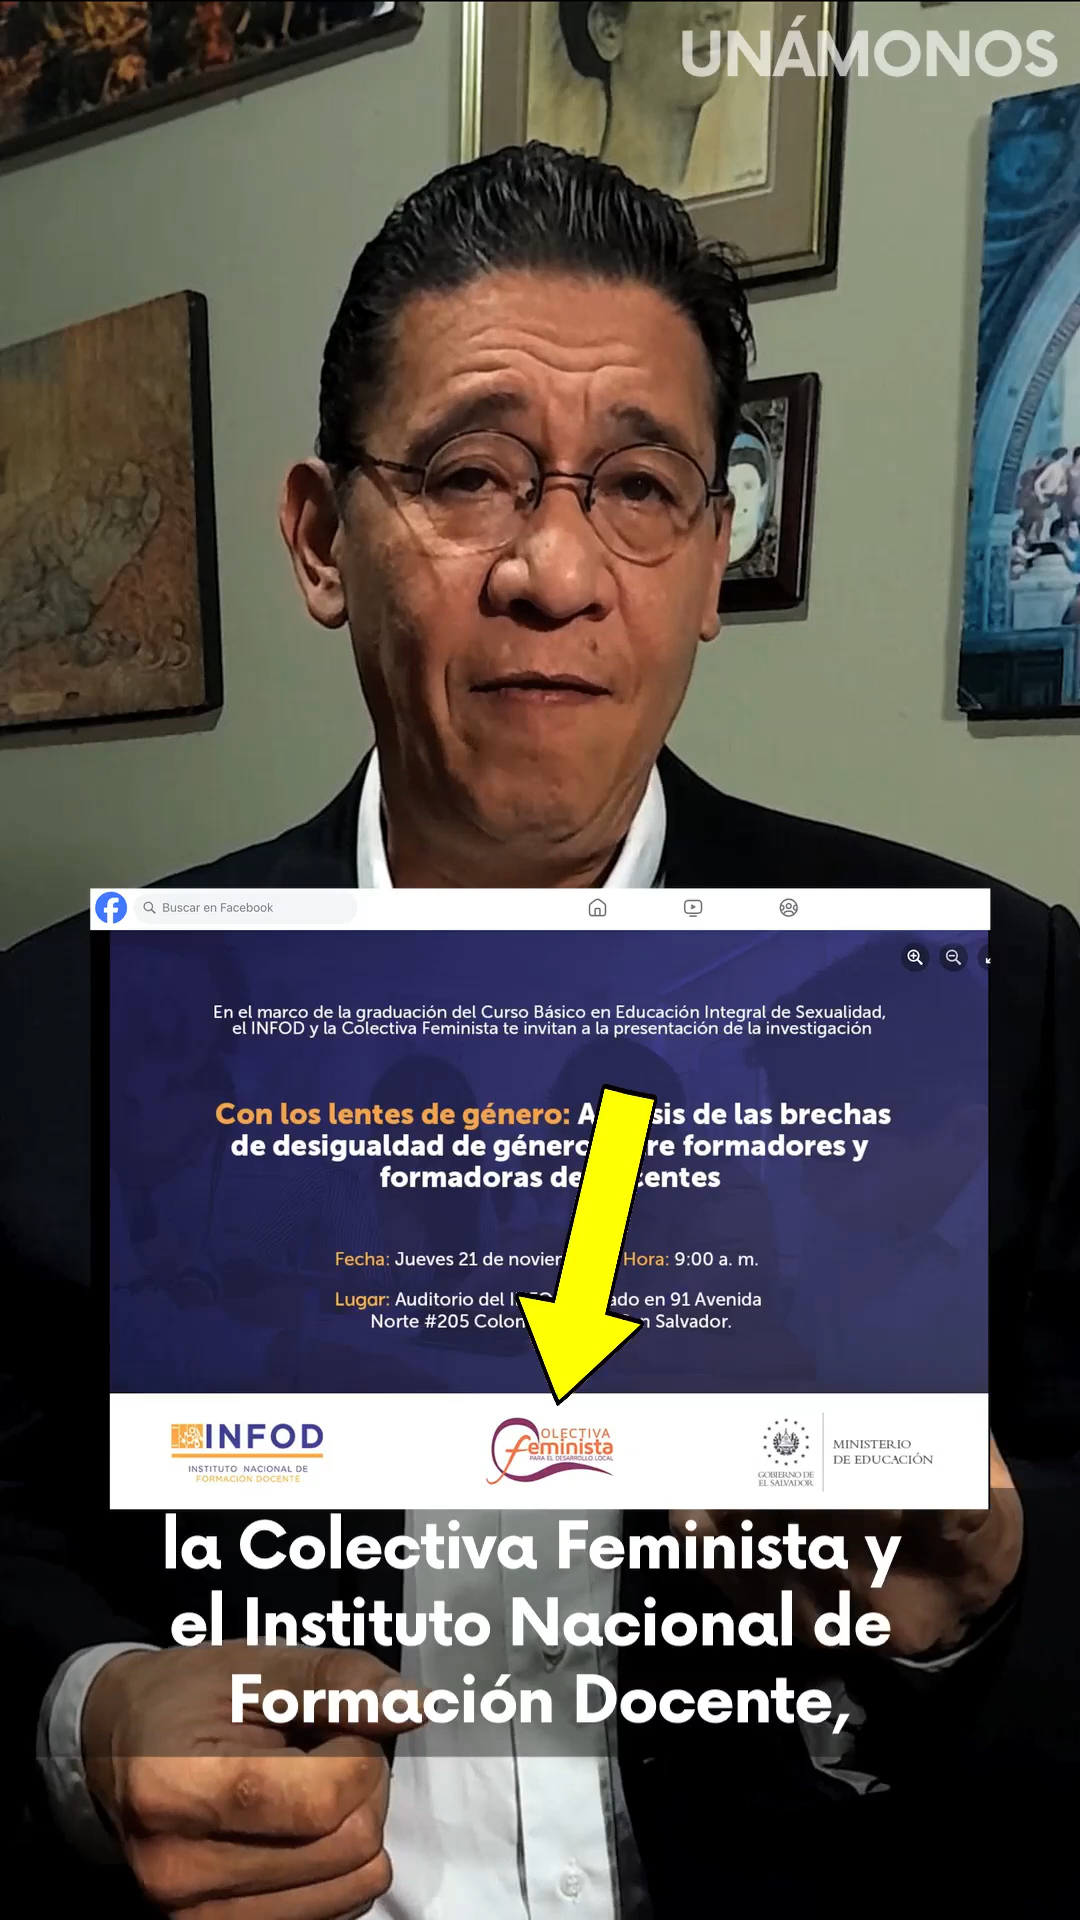 UNÁMONOS
Buscar en Facebook
En el marco de la graduación del Curso Básico en Educación Integral de Sexualidad,
el INFOD y la Colectiva Feminista te invitan a la presentación de la investigación
Con los lentes de género: A sis de las brechas
de desigualdad de género re formadores y
formadoras de centes
Fecha: Jueves 21 de novie Hora: 9:00 a. m.
Lugar: Auditorio del ado en 91 Avenida
Norte #205 Colon n Salvador.
INFOD
INSTITUTO NACIONAL DE
FORMACIÓN DOCENTE
COLECTIVA
feminista
PARA EL DESARROLLO LOCAL
GOBIERNO DE
EL SALVADOR
MINISTERIO
DE EDUCACIÓN
la Colectiva Feminista y
el Instituto Nacional de
Formación Docente,